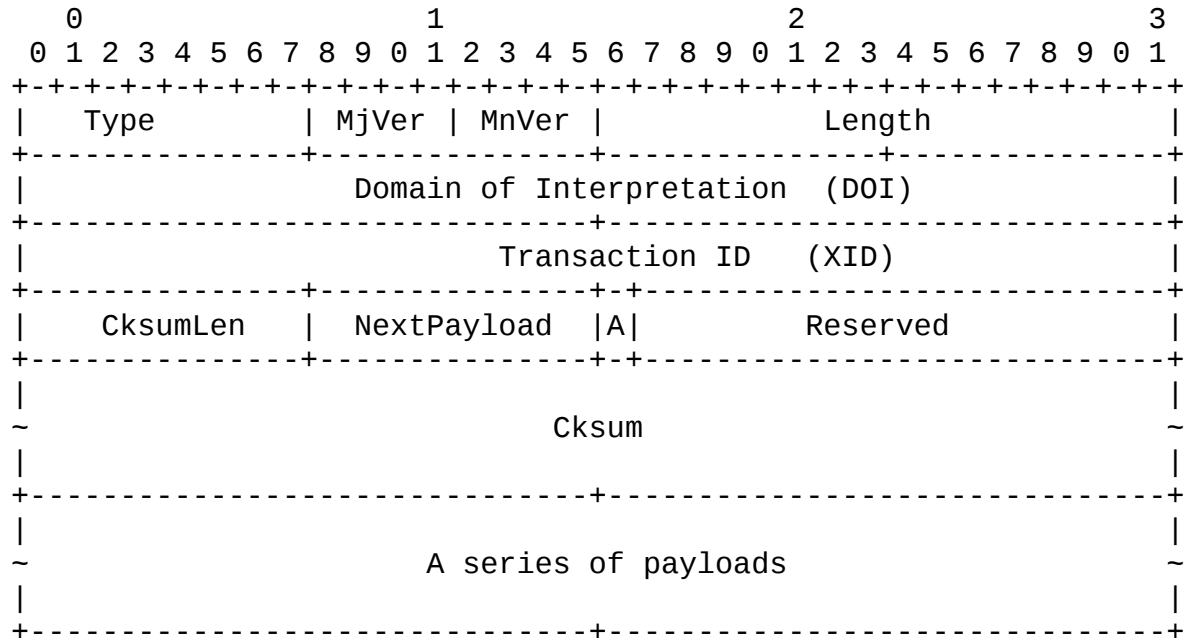 0 1 2 3
0 1 2 3 4 5 6 7 8 9 0 1 2 3 4 5 6 7 8 9 0 1 2 3 4 5 6 7 8 9 0 1
+-+-+-+-+-+-+-+-+-+-+-+-+-+-+-+-+-+-+-+-+-+-+-+-+-+-+-+-+-+-+-+-+
| Type | MjVer | MnVer | Length |
+---------------+---------------+---------------+---------------+
| Domain of Interpretation (DOI) |
+-------------------------------+-------------------------------+
| Transaction ID (XID) |
+---------------+---------------+-+-----------------------------+
| CksumLen | NextPayload |A| Reserved |
+---------------+---------------+-+-----------------------------+
| |
~ Cksum ~
| |
+-------------------------------+-------------------------------+
| |
~ A series of payloads ~
| |
+-------------------------------+-------------------------------+